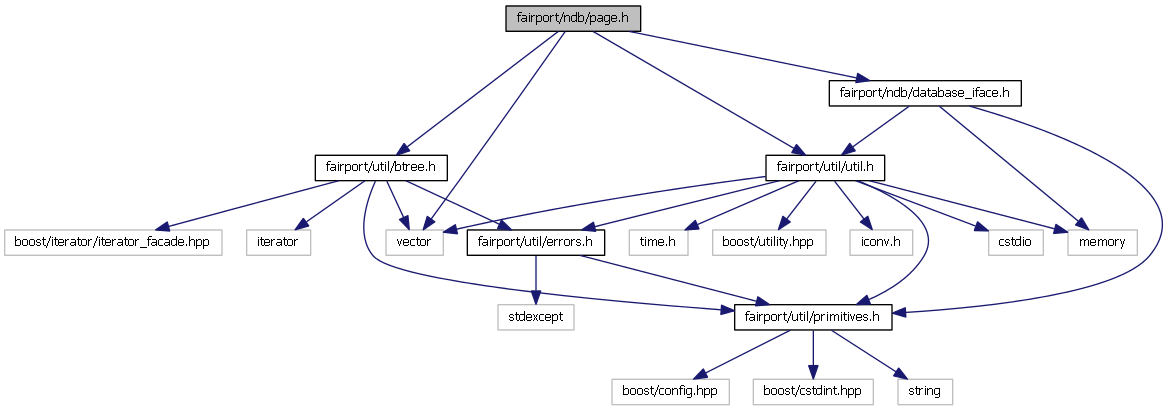 fairport/ndb/page.h
fairport/ndb/database_iface.h
fairport/util/btree.h
fairport/util/util.h
boost/iterator/iterator_facade.hpp
iterator
vector
fairport/util/errors.h
time.h
boost/utility.hpp
iconv.h
cstdio
memory
stdexcept
fairport/util/primitives.h
boost/config.hpp
boost/cstdint.hpp
string